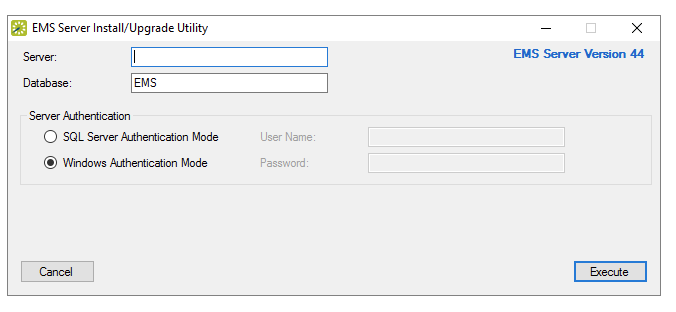 EMS Server Install/Upgrade Utility
Server:
EMS Server Version 44
Database: EMS
Server Authentication
SQL Server Authentication Mode User Name:
Windows Authentication Mode Password:
Cancel Execute